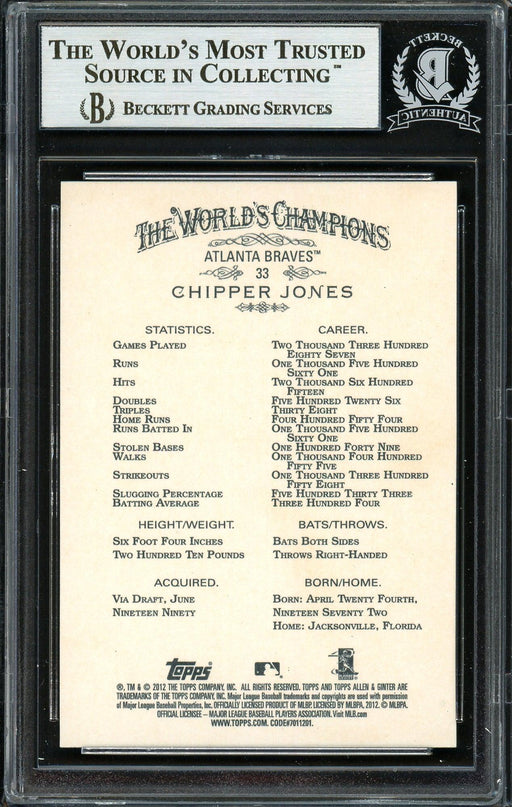 THE WORLD'S MOST TRUSTED
SOURCE IN COLLECTING™
BECKETT GRADING SERVICES
BECKETT
AUTHENTIC
THE WORLD'S CHAMPIONS
ATLANTA BRAVES™
33
CHIPPER JONES
STATISTICS. CAREER.
GAMES PLAYED TWO THOUSAND THREE HUNDRED
EIGHTY SEVEN
RUNS ONE THOUSAND FIVE HUNDRED
SIXTY ONE
HITS TWO THOUSAND SIX HUNDRED
FIFTEEN
DOUBLES FIVE HUNDRED TWENTY SIX
TRIPLES THIRTY EIGHT
HOME RUNS FOUR HUNDRED FIFTY FOUR
RUNS BATTED IN ONE THOUSAND FIVE HUNDRED
SIXTY ONE
STOLEN BASES ONE HUNDRED FORTY NINE
WALKS ONE THOUSAND FOUR HUNDRED
FIFTY FIVE
STRIKEOUTS ONE THOUSAND THREE HUNDRED
FIFTY EIGHT
SLUGGING PERCENTAGE FIVE HUNDRED THIRTY THREE
BATTING AVERAGE THREE HUNDRED FOUR
HEIGHT/WEIGHT. BATS/THROWS.
SIX FOOT FOUR INCHES BATS BOTH SIDES
TWO HUNDRED TEN POUNDS THROWS RIGHT-HANDED
ACQUIRED. BORN/HOME.
VIA DRAFT, JUNE BORN: APRIL TWENTY FOURTH,
NINETEEN NINETY NINETEEN SEVENTY TWO
HOME: JACKSONVILLE, FLORIDA
Topps
®, TM & © 2012 THE TOPPS COMPANY, INC. ALL RIGHTS RESERVED. TOPPS AND TOPPS ALLEN & GINTER ARE
TRADEMARKS OF THE TOPPS COMPANY, INC. Major League Baseball trademarks and copyrights are used with permission
of Major League Baseball Properties, Inc. OFFICIALLY LICENSED PRODUCT OF MLBP. LICENSED BY MLBPA, 2012. © MLBPA.
OFFICIAL LICENSEE – MAJOR LEAGUE BASEBALL PLAYERS ASSOCIATION. Visit MLB.com
WWW.TOPPS.COM. CODE#7011201.